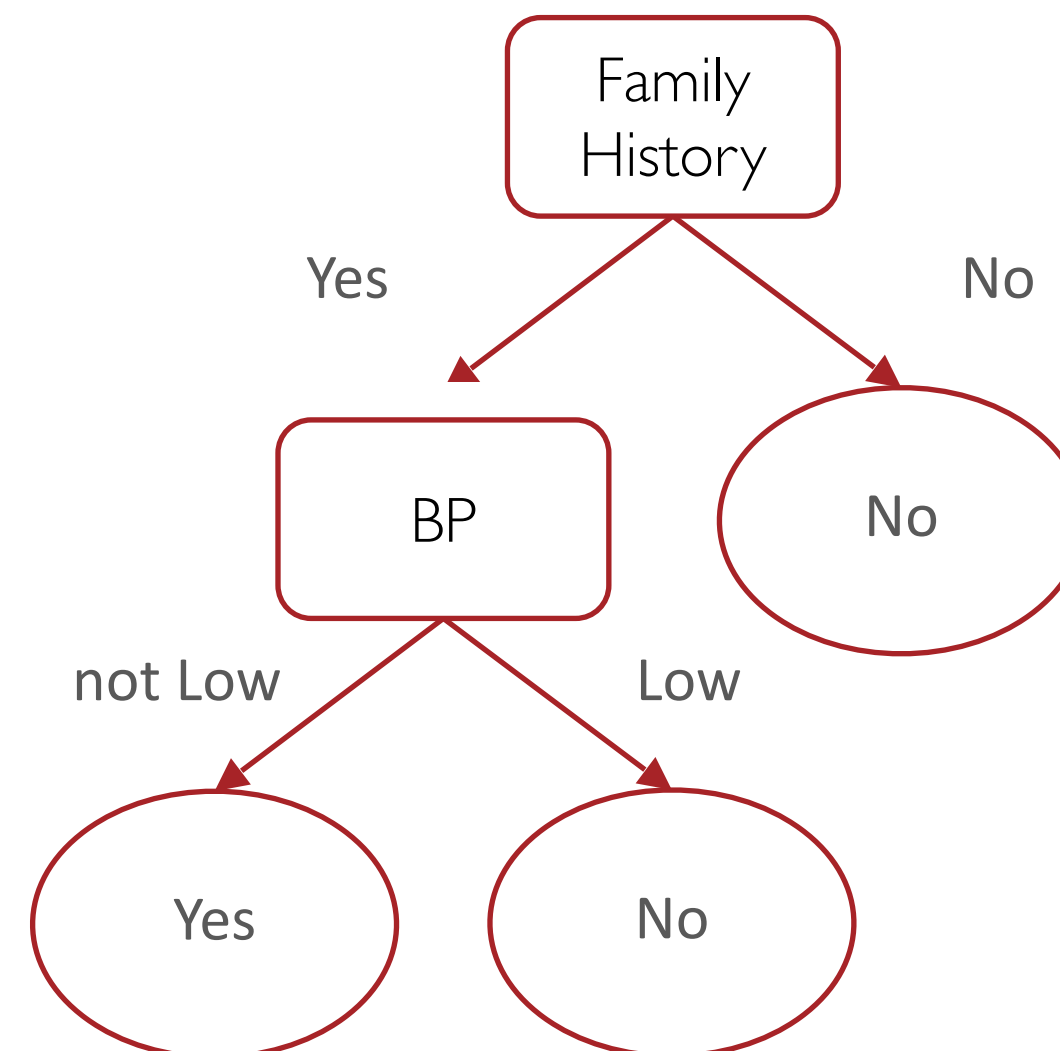 Family
History
Yes
No
BP
No
not Low
Low
Yes
No